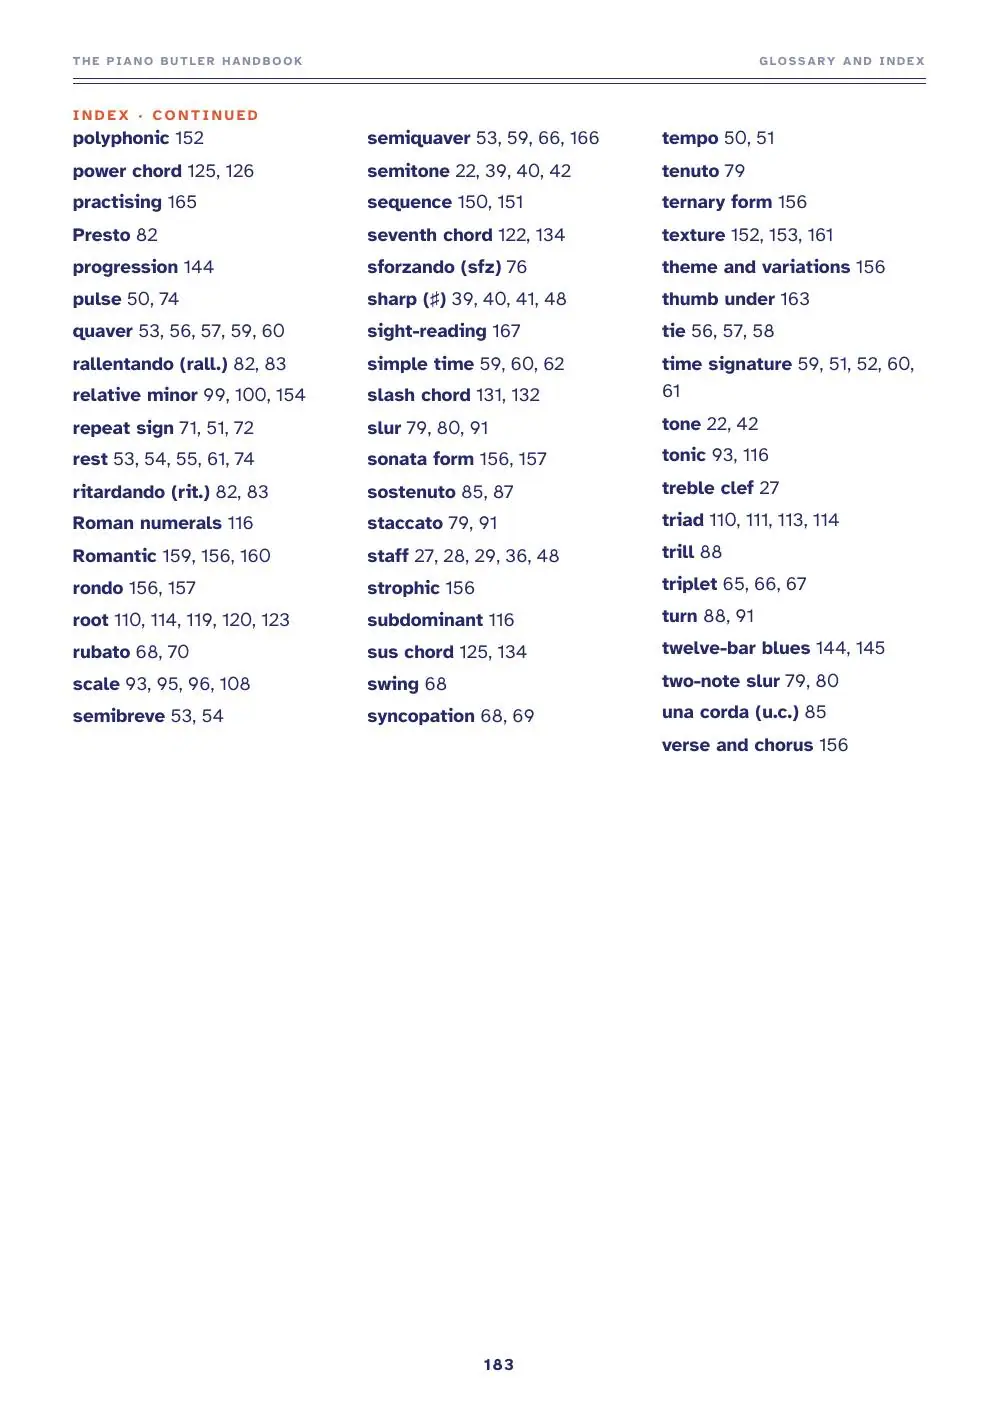 THE PIANO BUTLER HANDBOOK
GLOSSARY AND INDEX
INDEX · CONTINUED
polyphonic 152
power chord 125, 126
practising 165
Presto 82
progression 144
pulse 50, 74
quaver 53, 56, 57, 59, 60
rallentando (rall.) 82, 83
relative minor 99, 100, 154
repeat sign 71, 51, 72
rest 53, 54, 55, 61, 74
ritardando (rit.) 82, 83
Roman numerals 116
Romantic 159, 156, 160
rondo 156, 157
root 110, 114, 119, 120, 123
rubato 68, 70
scale 93, 95, 96, 108
semibreve 53, 54
semiquaver 53, 59, 66, 166
semitone 22, 39, 40, 42
sequence 150, 151
seventh chord 122, 134
sforzando (sfz) 76
sharp (♯) 39, 40, 41, 48
sight-reading 167
simple time 59, 60, 62
slash chord 131, 132
slur 79, 80, 91
sonata form 156, 157
sostenuto 85, 87
staccato 79, 91
staff 27, 28, 29, 36, 48
strophic 156
subdominant 116
sus chord 125, 134
swing 68
syncopation 68, 69
tempo 50, 51
tenuto 79
ternary form 156
texture 152, 153, 161
theme and variations 156
thumb under 163
tie 56, 57, 58
time signature 59, 51, 52, 60,
61
tone 22, 42
tonic 93, 116
treble clef 27
triad 110, 111, 113, 114
trill 88
triplet 65, 66, 67
turn 88, 91
twelve-bar blues 144, 145
two-note slur 79, 80
una corda (u.c.) 85
verse and chorus 156
183